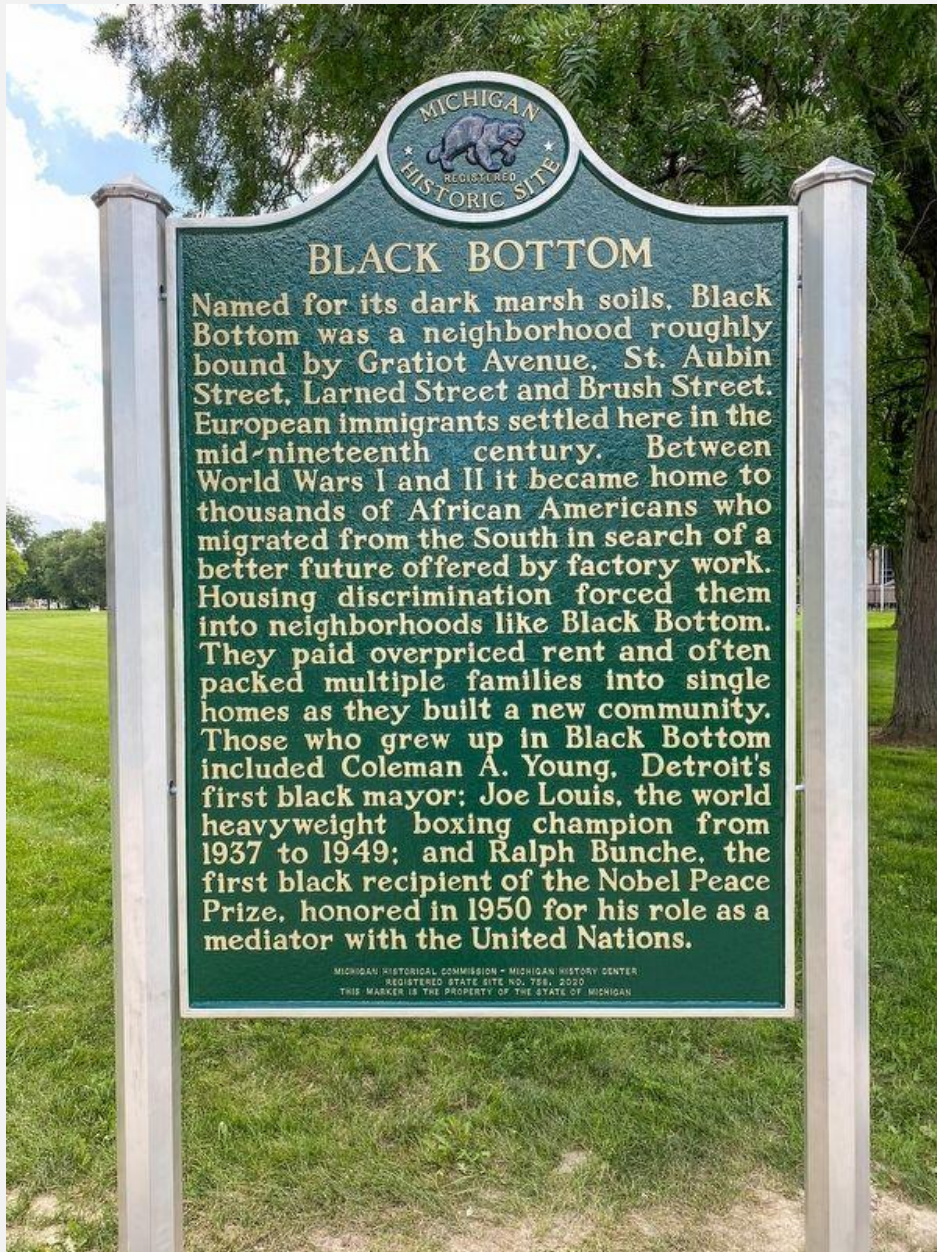 MICHIGAN
REGISTERED
HISTORIC SITE
BLACK BOTTOM
Named for its dark marsh soils, Black
Bottom was a neighborhood roughly
bound by Gratiot Avenue, St. Aubin
Street, Larned Street and Brush Street.
European immigrants settled here in the
mid-nineteenth century. Between
World Wars I and II it became home to
thousands of African Americans who
migrated from the South in search of a
better future offered by factory work.
Housing discrimination forced them
into neighborhoods like Black Bottom.
They paid overpriced rent and often
packed multiple families into single
homes as they built a new community.
Those who grew up in Black Bottom
included Coleman A. Young, Detroit's
first black mayor; Joe Louis, the world
heavyweight boxing champion from
1937 to 1949; and Ralph Bunche, the
first black recipient of the Nobel Peace
Prize, honored in 1950 for his role as a
mediator with the United Nations.
MICHIGAN HISTORICAL COMMISSION - MICHIGAN HISTORY CENTER
REGISTERED STATE SITE NO. 758, 2020
THIS MARKER IS THE PROPERTY OF THE STATE OF MICHIGAN